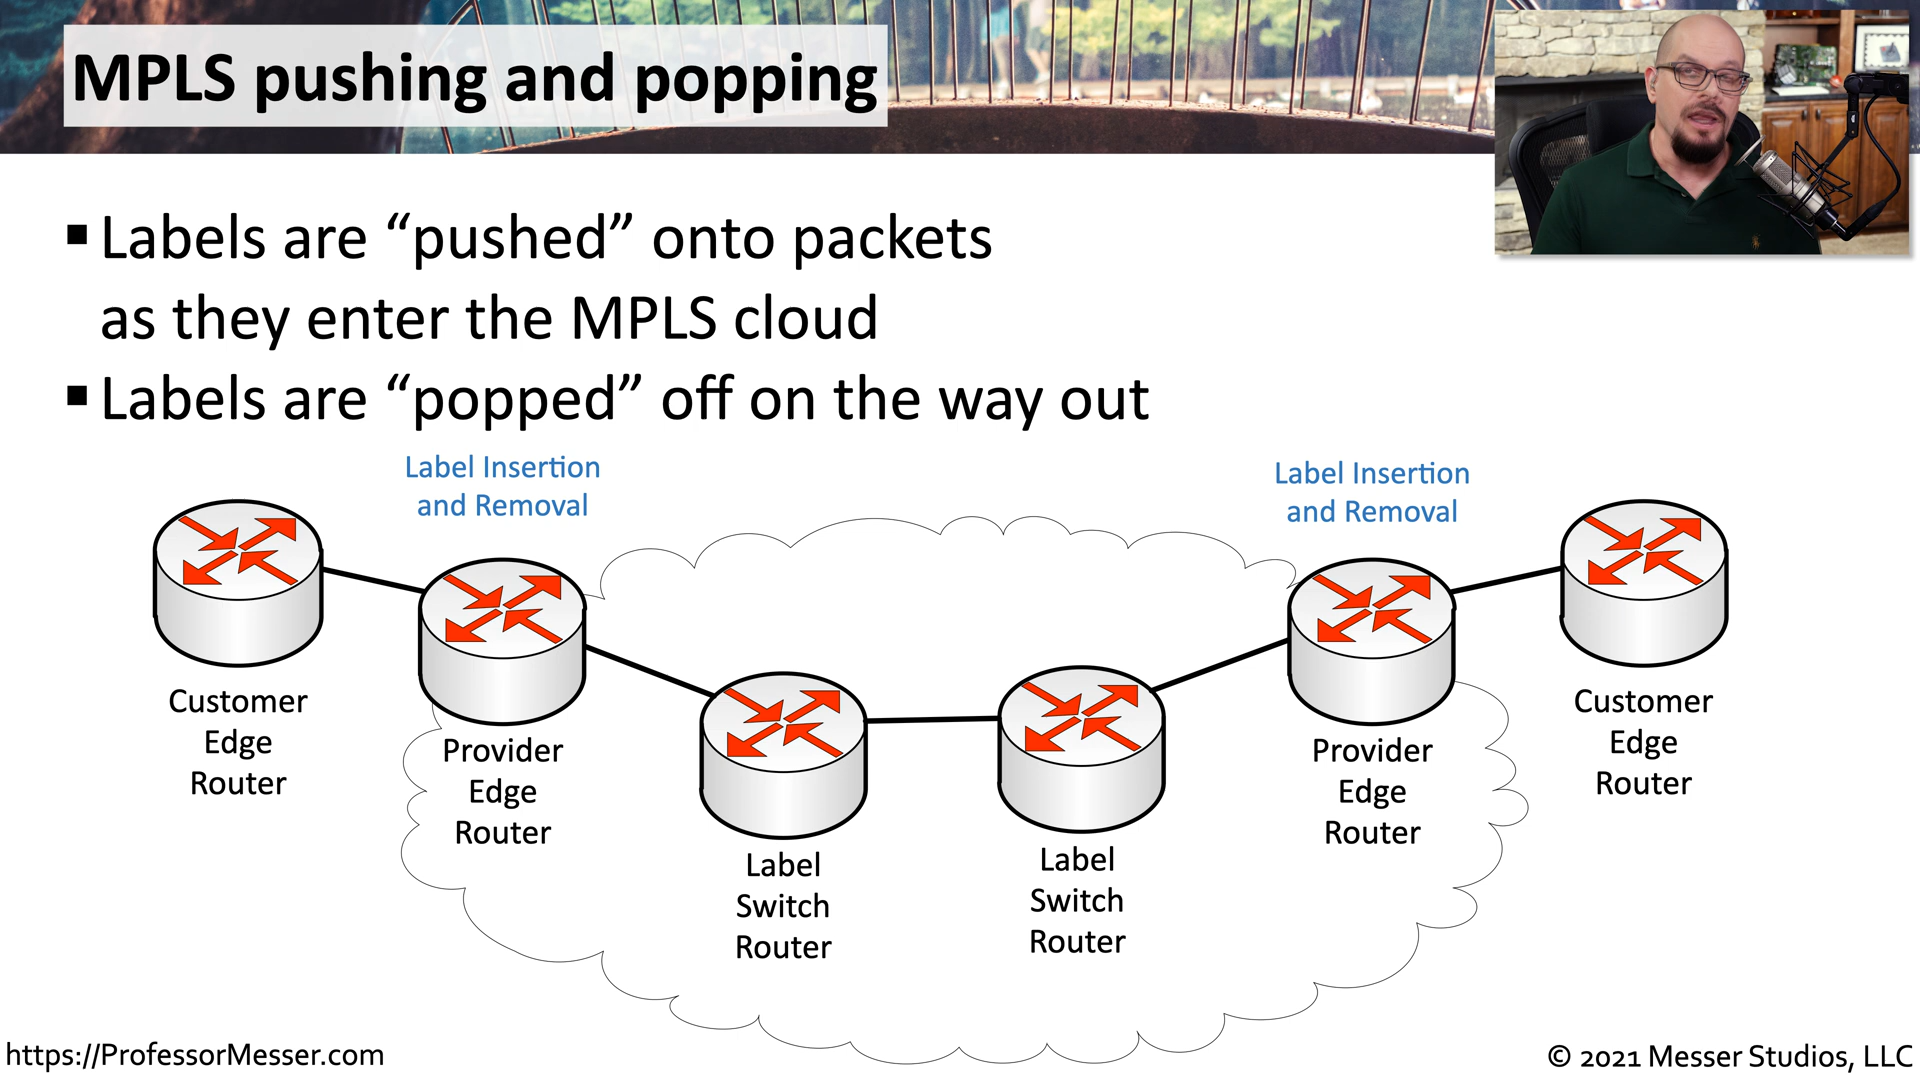 MPLS pushing and popping
▪ Labels are “pushed” onto packets
as they enter the MPLS cloud
▪ Labels are “popped” off on the way out
Label Insertion
and Removal
Label Insertion
and Removal
Customer
Edge
Router
Provider
Edge
Router
Label
Switch
Router
Label
Switch
Router
Provider
Edge
Router
Customer
Edge
Router
https://ProfessorMesser.com
© 2021 Messer Studios, LLC